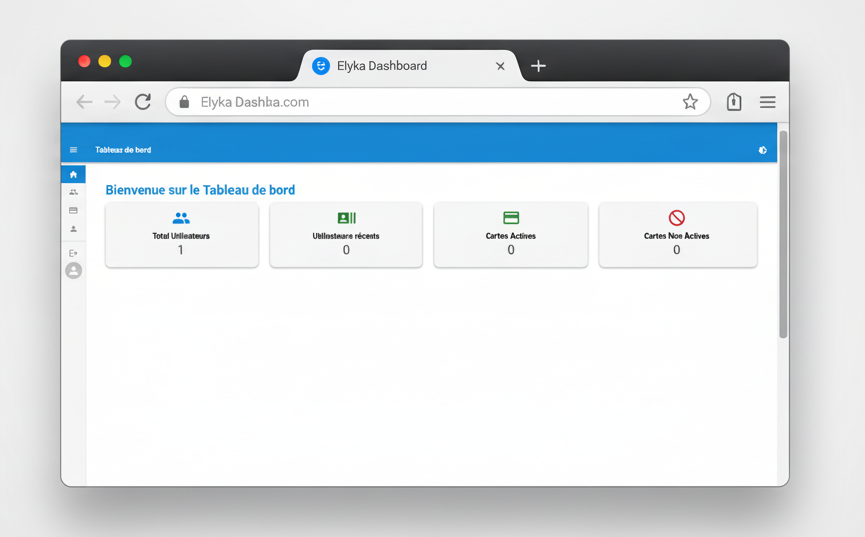 Elyka Dashboard
Elyka Dashba.com
Tableau de bord
Bienvenue sur le Tableau de bord
Total Utilisateurs
1
récents
0
Cartes Actives
0
Cartes Non Actives
0